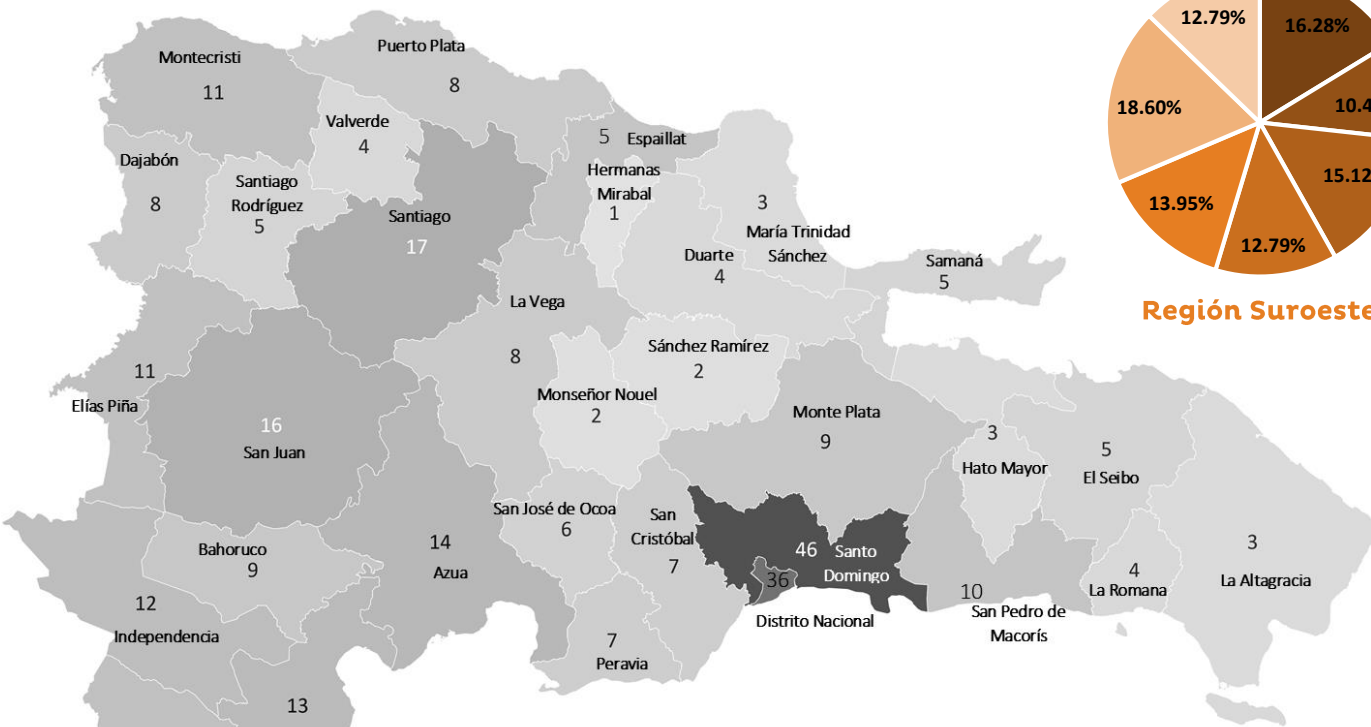 12.79%
16.28%
18.60%
10.4
15.12
13.95%
12.79%
Región Suroeste
Montecristi
11
Puerto Plata
8
Valverde
4
Dajabón
8
Santiago
Rodríguez
5
Santiago
17
5 Espaillat
Hermanas
Mirabal
1
3
María Trinidad
Sánchez
Duarte
4
Samaná
5
La Vega
8
Sánchez Ramírez
2
Monseñor Nouel
2
11
Elías Piña
16
San Juan
Monte Plata
9
3
Hato Mayor
5
El Seibo
San José de Ocoa
6
San
Cristóbal
7
14
Azua
Bahoruco
9
12
Independencia
13
7
Peravia
46 Santo
Domingo
36
Distrito Nacional
10
San Pedro de
Macorís
4
La Romana
3
La Altagracia